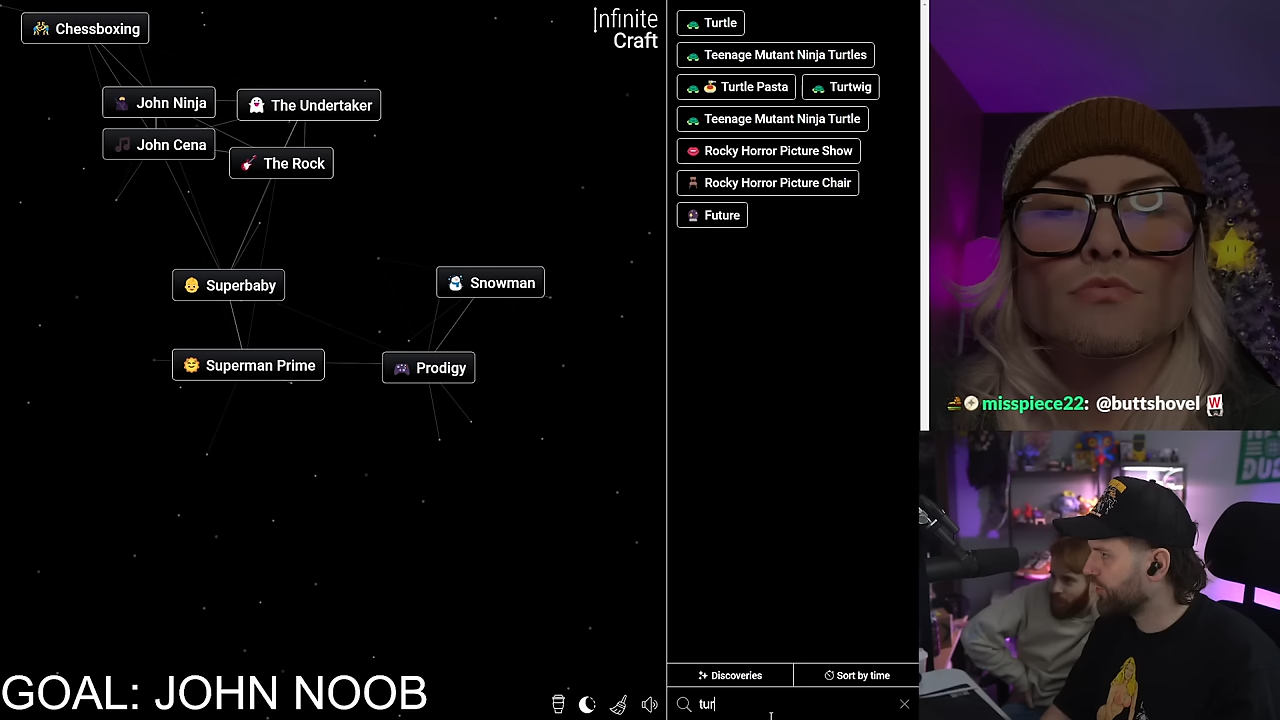 Chessboxing
John Ninja
The Undertaker
John Cena
The Rock
Superbaby
Snowman
Superman Prime
Prodigy
Infinite
Craft
Turtle
Teenage Mutant Ninja Turtles
Turtle Pasta
Turtwig
Teenage Mutant Ninja Turtle
Rocky Horror Picture Show
Rocky Horror Picture Chair
Future
Discoveries
Sort by time
tur
GOAL: JOHN NOOB
misspiece22: @buttshovel W